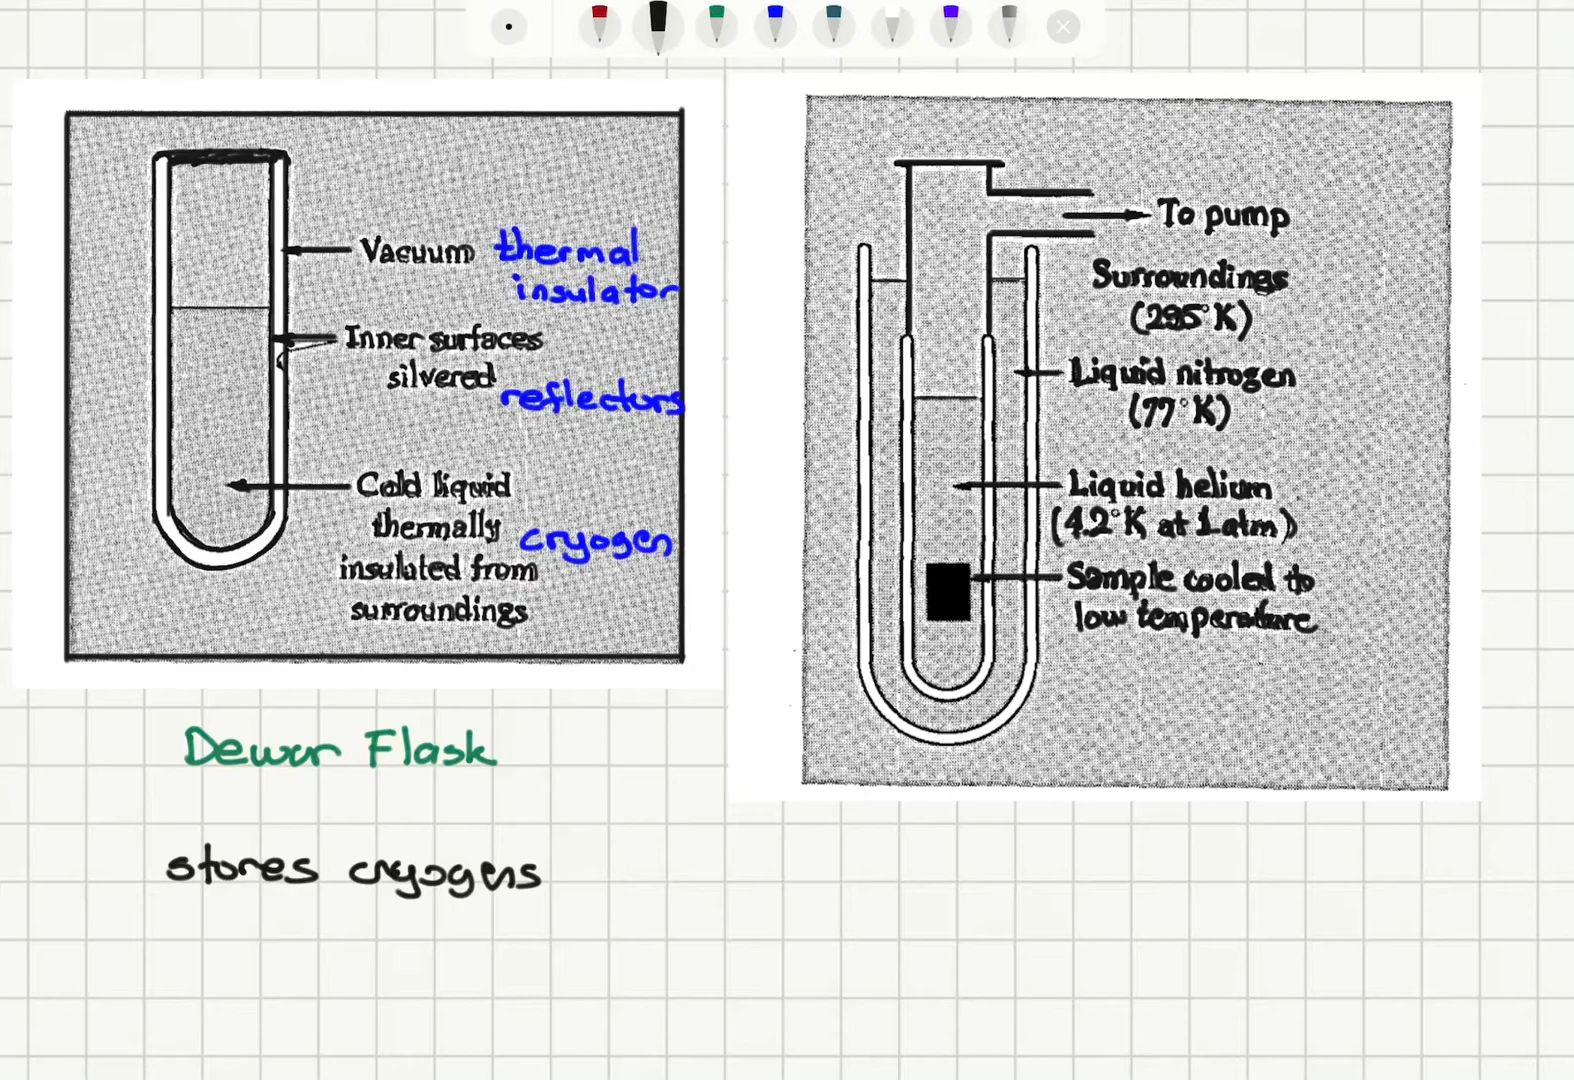 Vacuum thermal
insulator
Inner surfaces
silvered
reflectors
Cold liquid
thermally
cryogen
insulated from
surroundings
Dewar Flask
stores cryogens
To pump
Surroundings
(295°K)
Liquid nitrogen
(77°K)
Liquid helium
(4.2°K at 1 atm)
Sample cooled to
low temperature